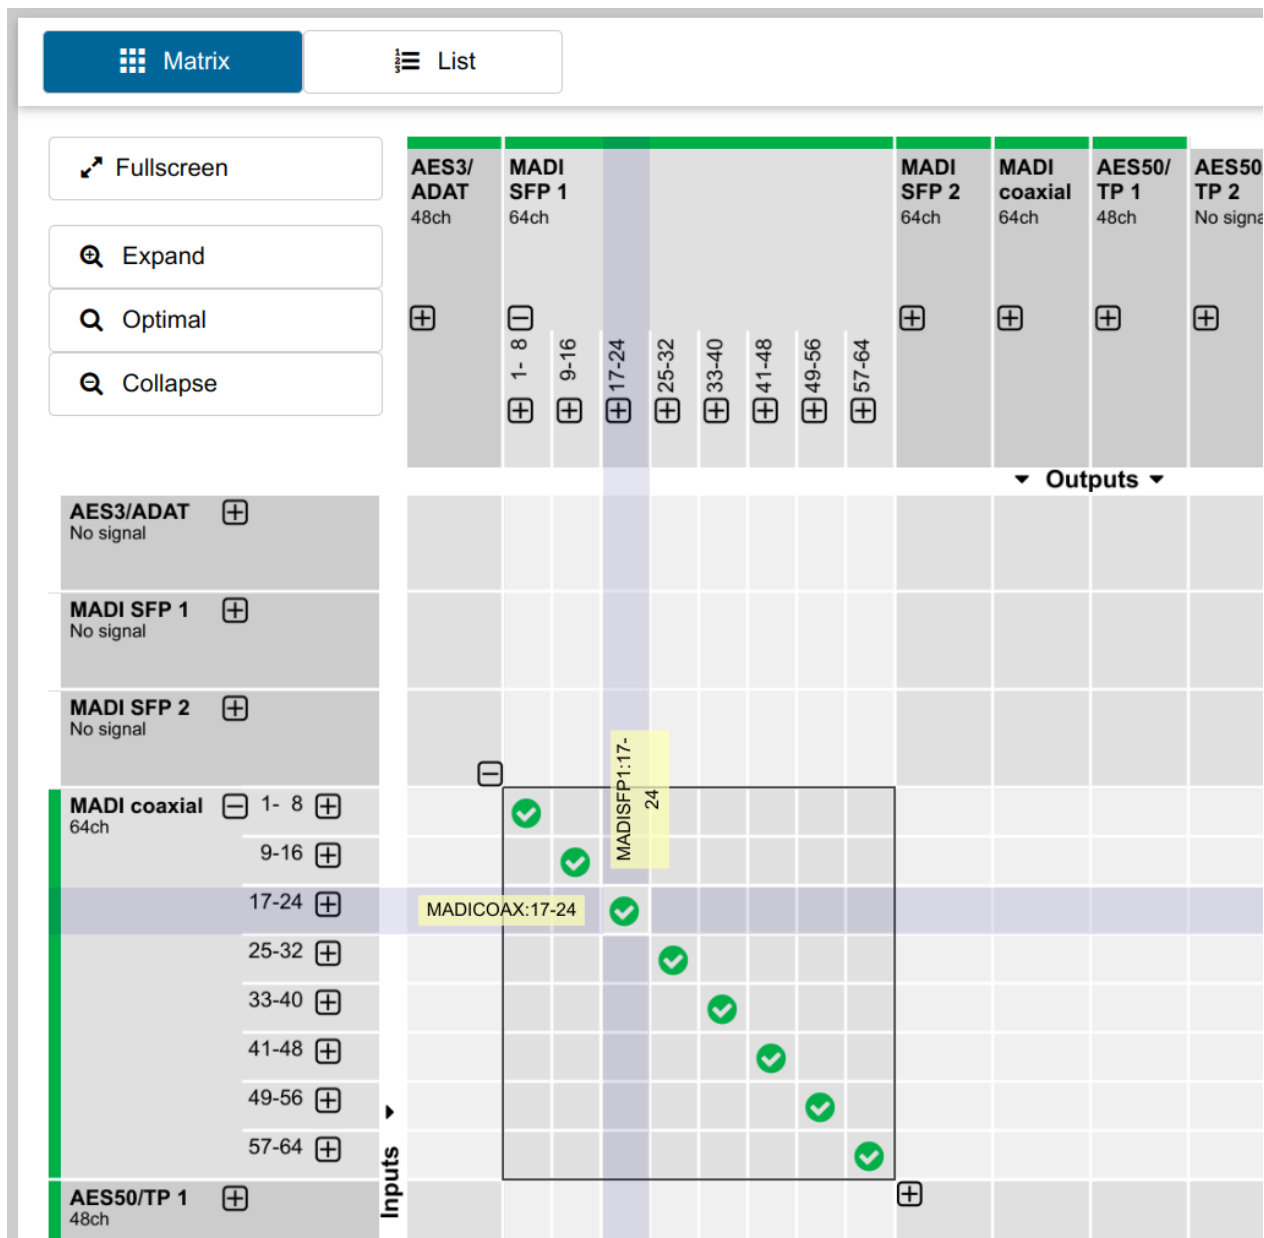 Matrix
List
Fullscreen
Expand
Optimal
Collapse
AES3/
ADAT
48ch
MADI
SFP 1
64ch
MADI
SFP 2
64ch
MADI
coaxial
64ch
AES50/
TP 1
48ch
AES50/
TP 2
No signa
1- 8
9-16
17-24
25-32
33-40
41-48
49-56
57-64
Outputs
AES3/ADAT
No signal
MADI SFP 1
No signal
MADI SFP 2
No signal
MADISFP1:17-
24
MADI coaxial
64ch
1- 8
9-16
17-24
MADICOAX:17-24
25-32
33-40
41-48
49-56
57-64
Inputs
AES50/TP 1
48ch